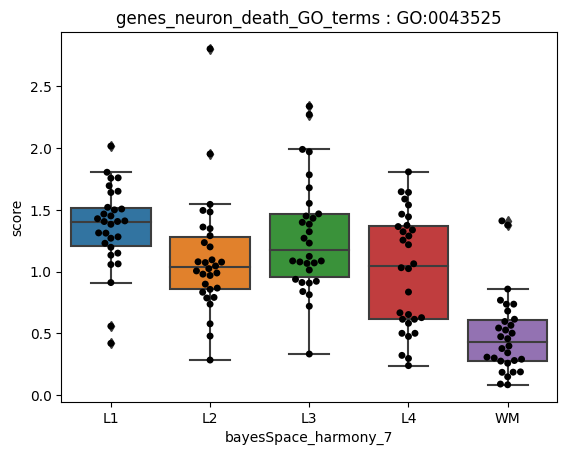 genes_neuron_death_GO_terms : GO:0043525
score
2.5
2.0
1.5
1.0
0.5
0.0
L1 L2 L3 L4 WM
bayesSpace_harmony_7